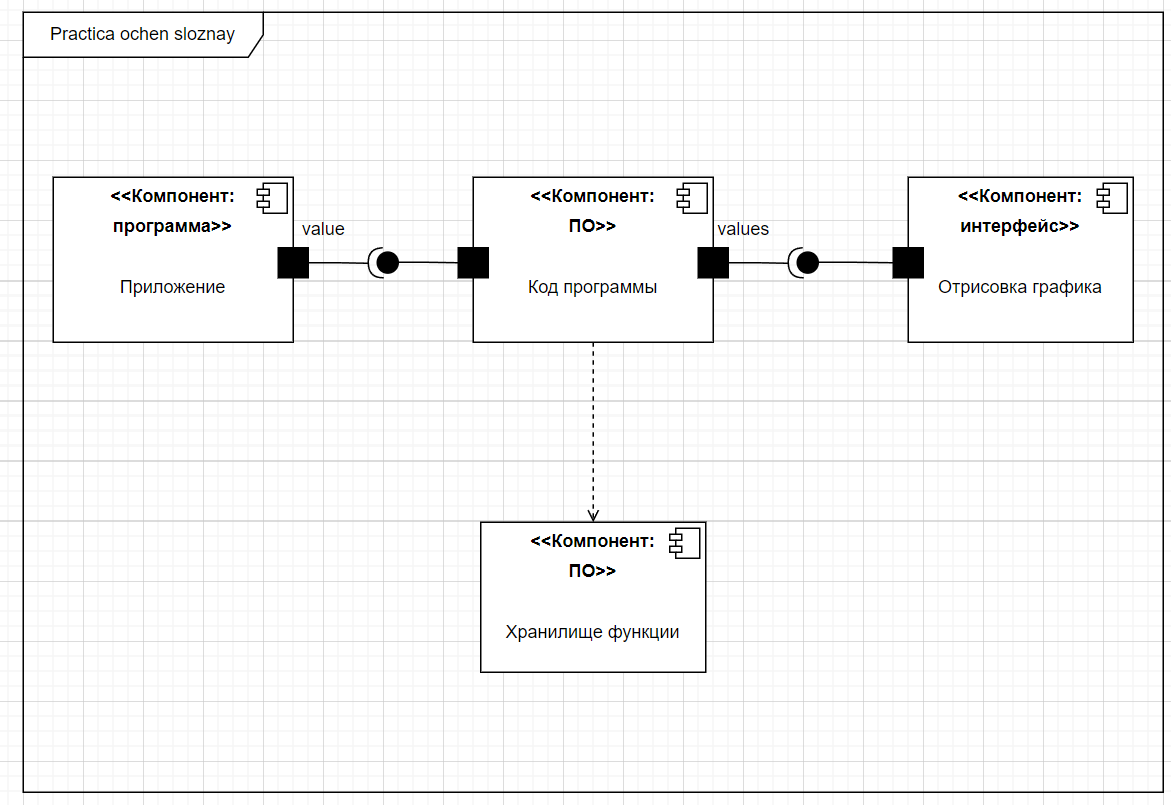 Practica ochen sloznay
<<Компонент:
программа>>
Приложение
value
<<Компонент:
ПО>>
Код программы
values
<<Компонент:
интерфейс>>
Отрисовка графика
<<Компонент:
ПО>>
Хранилище функции